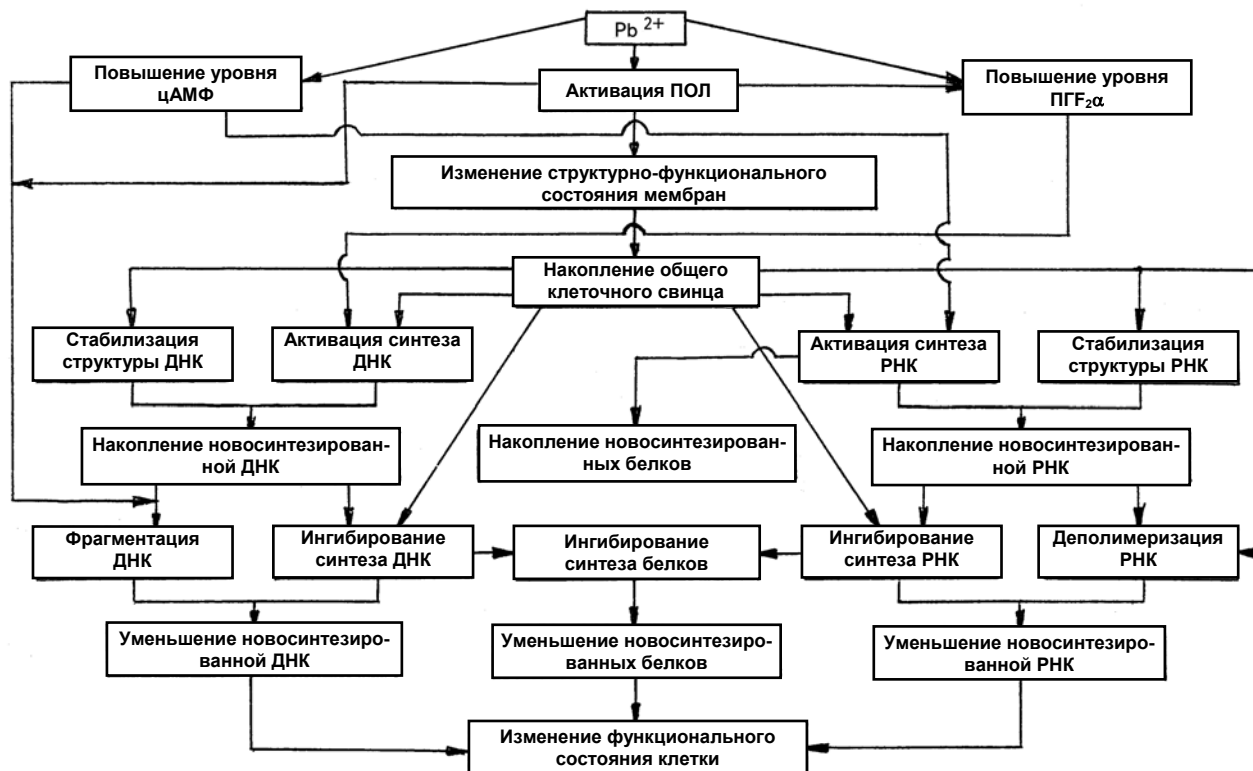 Pb 2+
Повышение уровня
цАМФ
Активация ПОЛ
Повышение уровня
ПГF₂α
Изменение структурно-функционального
состояния мембран
Накопление общего
клеточного свинца
Стабилизация
структуры ДНК
Активация синтеза
ДНК
Активация синтеза
РНК
Стабилизация
структуры РНК
Накопление новосинтезирован-
ной ДНК
Накопление новосинтезирован-
ных белков
Накопление новосинтезирован-
ной РНК
Фрагментация
ДНК
Ингибирование
синтеза ДНК
Ингибирование
синтеза белков
Ингибирование
синтеза РНК
Деполимеризация
РНК
Уменьшение новосинтезиро-
ванной ДНК
Уменьшение новосинтезиро-
ванных белков
Уменьшение новосинтезиро-
ванной РНК
Изменение функционального
состояния клетки